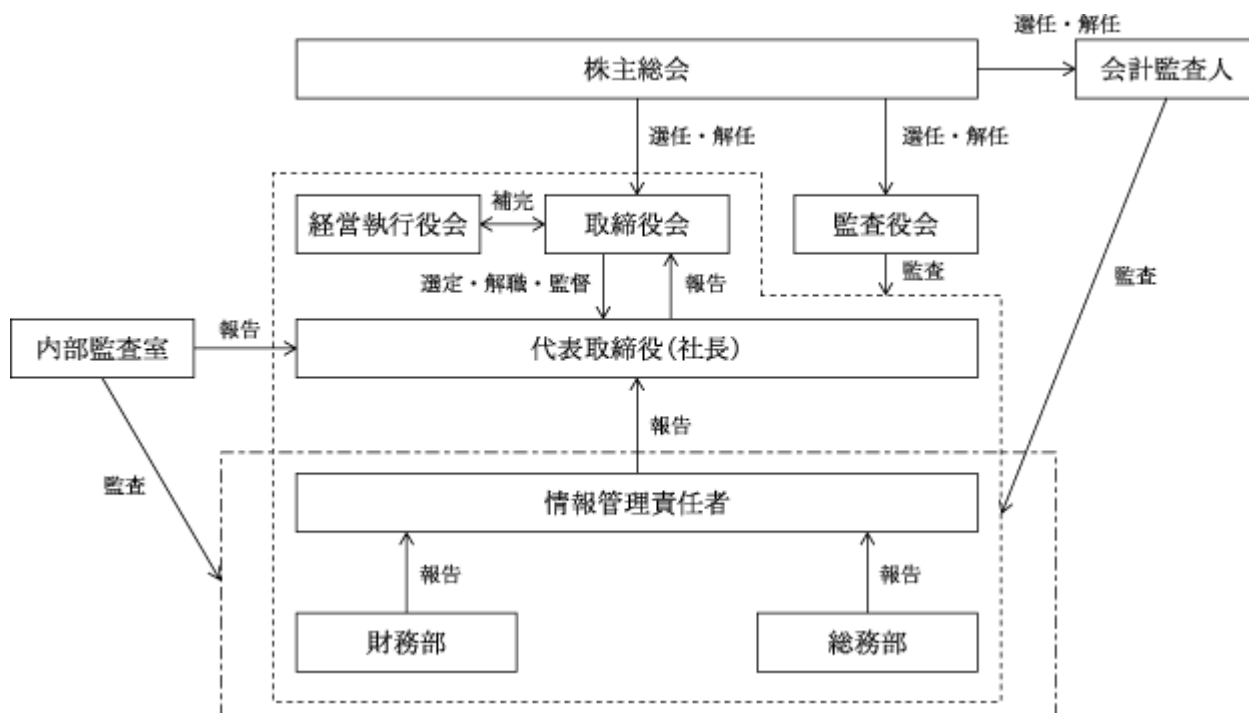 選任・解任
株主総会
会計監査人
選任・解任
選任・解任
経営執行役会
補完
取締役会
監査役会
選定・解職・監督
報告
監査
監査
内部監査室
報告
代表取締役(社長)
報告
監査
情報管理責任者
報告
報告
財務部
総務部